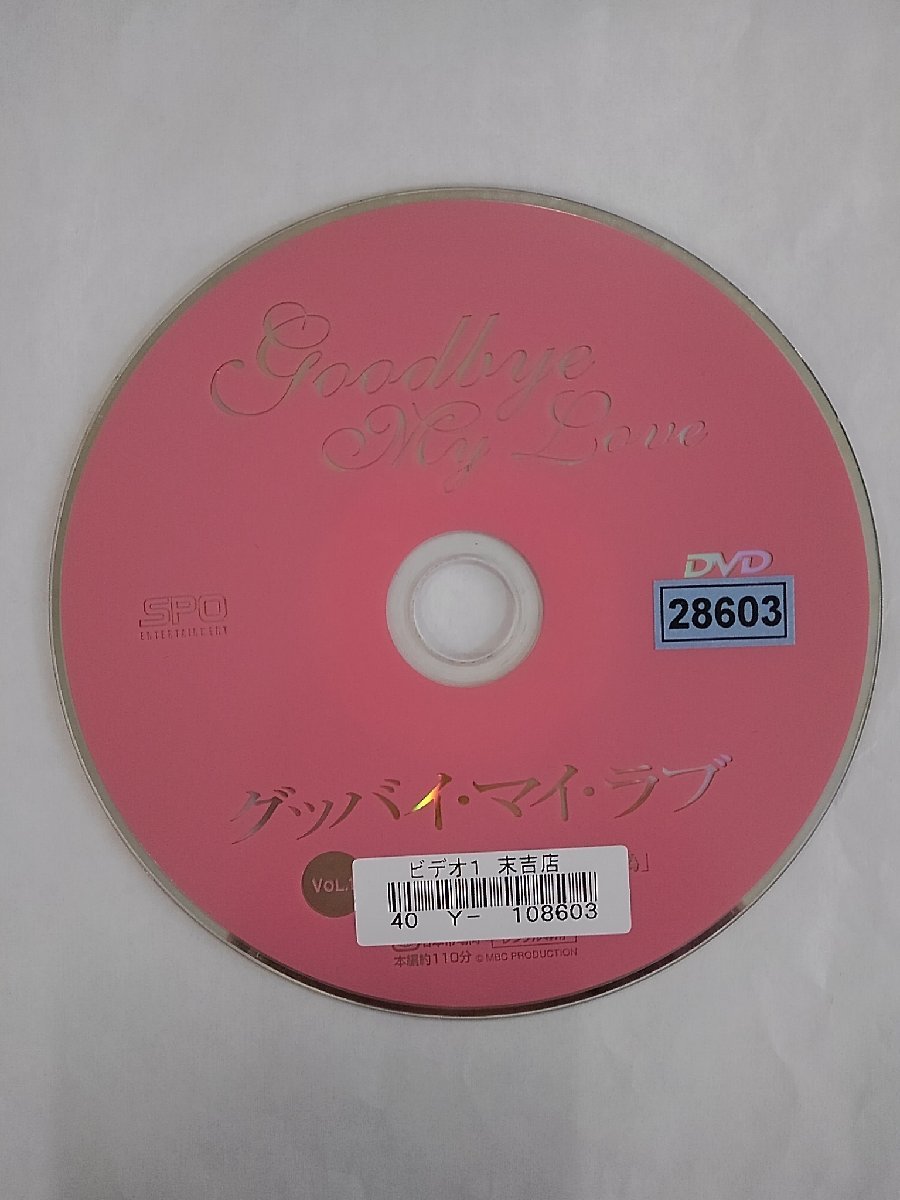 Goodbye
My Love
DVD
28603
SPO
ENTERTAINMENT
グッバイ・マイ・ラブ
VOL.
ビデオ1 末吉店
40 Y- 108603
本編約110分 © MBC PRODUCTION